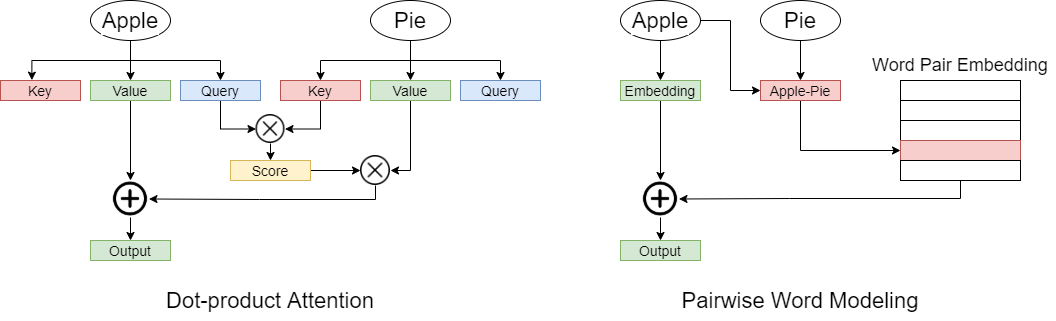 Apple
Pie
Key
Value
Query
Key
Value
Query
Score
Output
Dot-product Attention
Apple
Pie
Word Pair Embedding
Embedding
Apple-Pie
Output
Pairwise Word Modeling